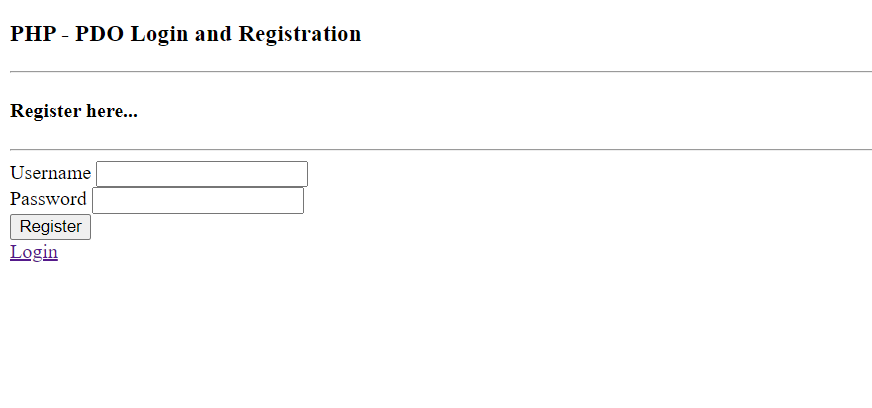 PHP - PDO Login and Registration
Register here...
Username
Password
Register
Login